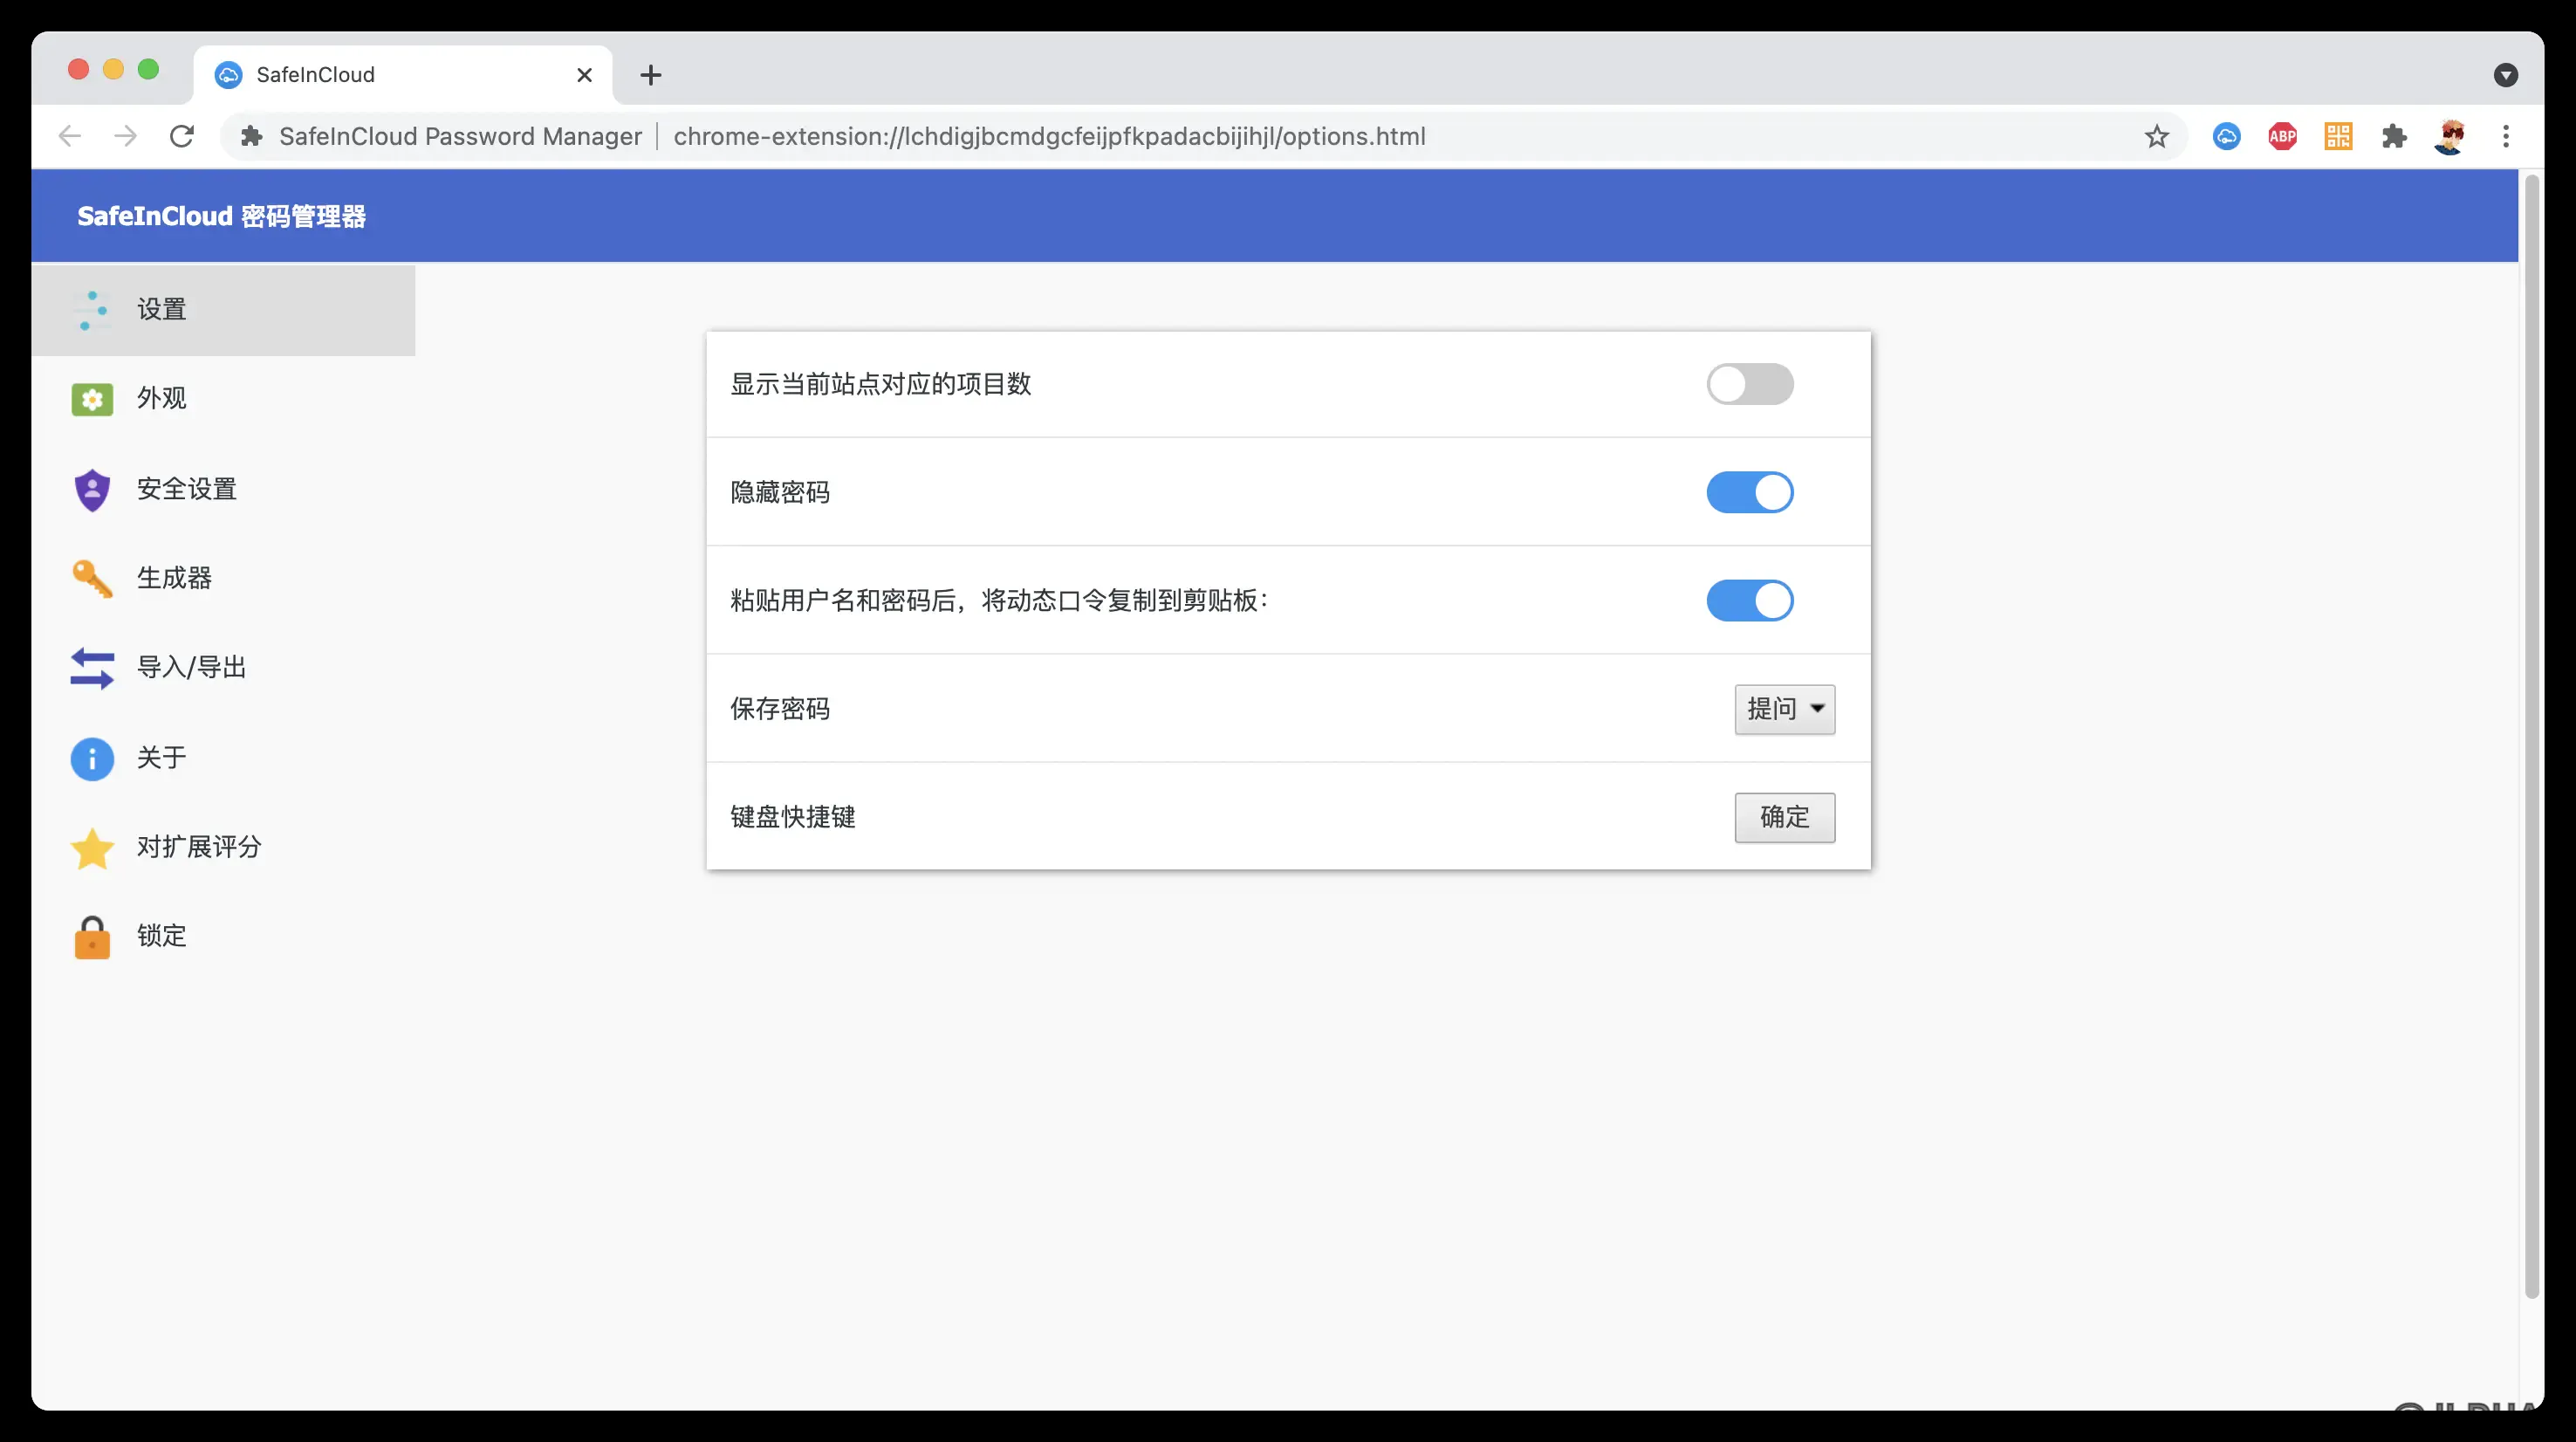 SafeInCloud
SafeInCloud Password Manager | chrome-extension://lchdigjbcmdgcfeijpfkpadacbijihjl/options.html
ABP
SafeInCloud 密码管理器
设置
外观
安全设置
生成器
导入/导出
关于
对扩展评分
锁定
显示当前站点对应的项目数
隐藏密码
粘贴用户名和密码后，将动态口令复制到剪贴板：
保存密码
提问
键盘快捷键
确定